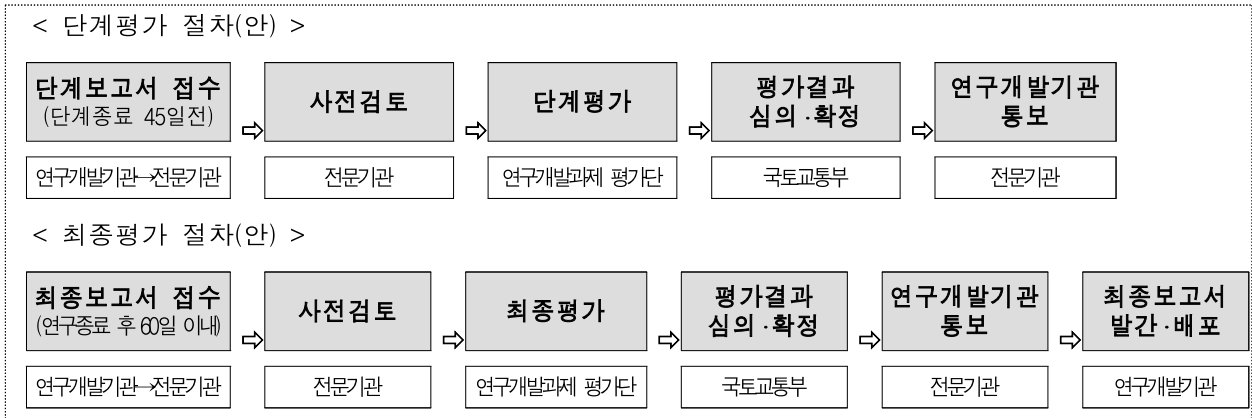 < 단계평가 절차(안) >
단계보고서 접수
(단계종료 45일전)
⇨
사전검토
⇨
단계평가
⇨
평가결과
심의·확정
⇨
연구개발기관
통보
연구개발기관→전문기관
전문기관
연구개발과제 평가단
국토교통부
전문기관
< 최종평가 절차(안) >
최종보고서 접수
(연구종료 후 60일 이내)
⇨
사전검토
⇨
최종평가
⇨
평가결과
심의·확정
⇨
연구개발기관
통보
⇨
최종보고서
발간·배포
연구개발기관→전문기관
전문기관
연구개발과제 평가단
국토교통부
전문기관
연구개발기관